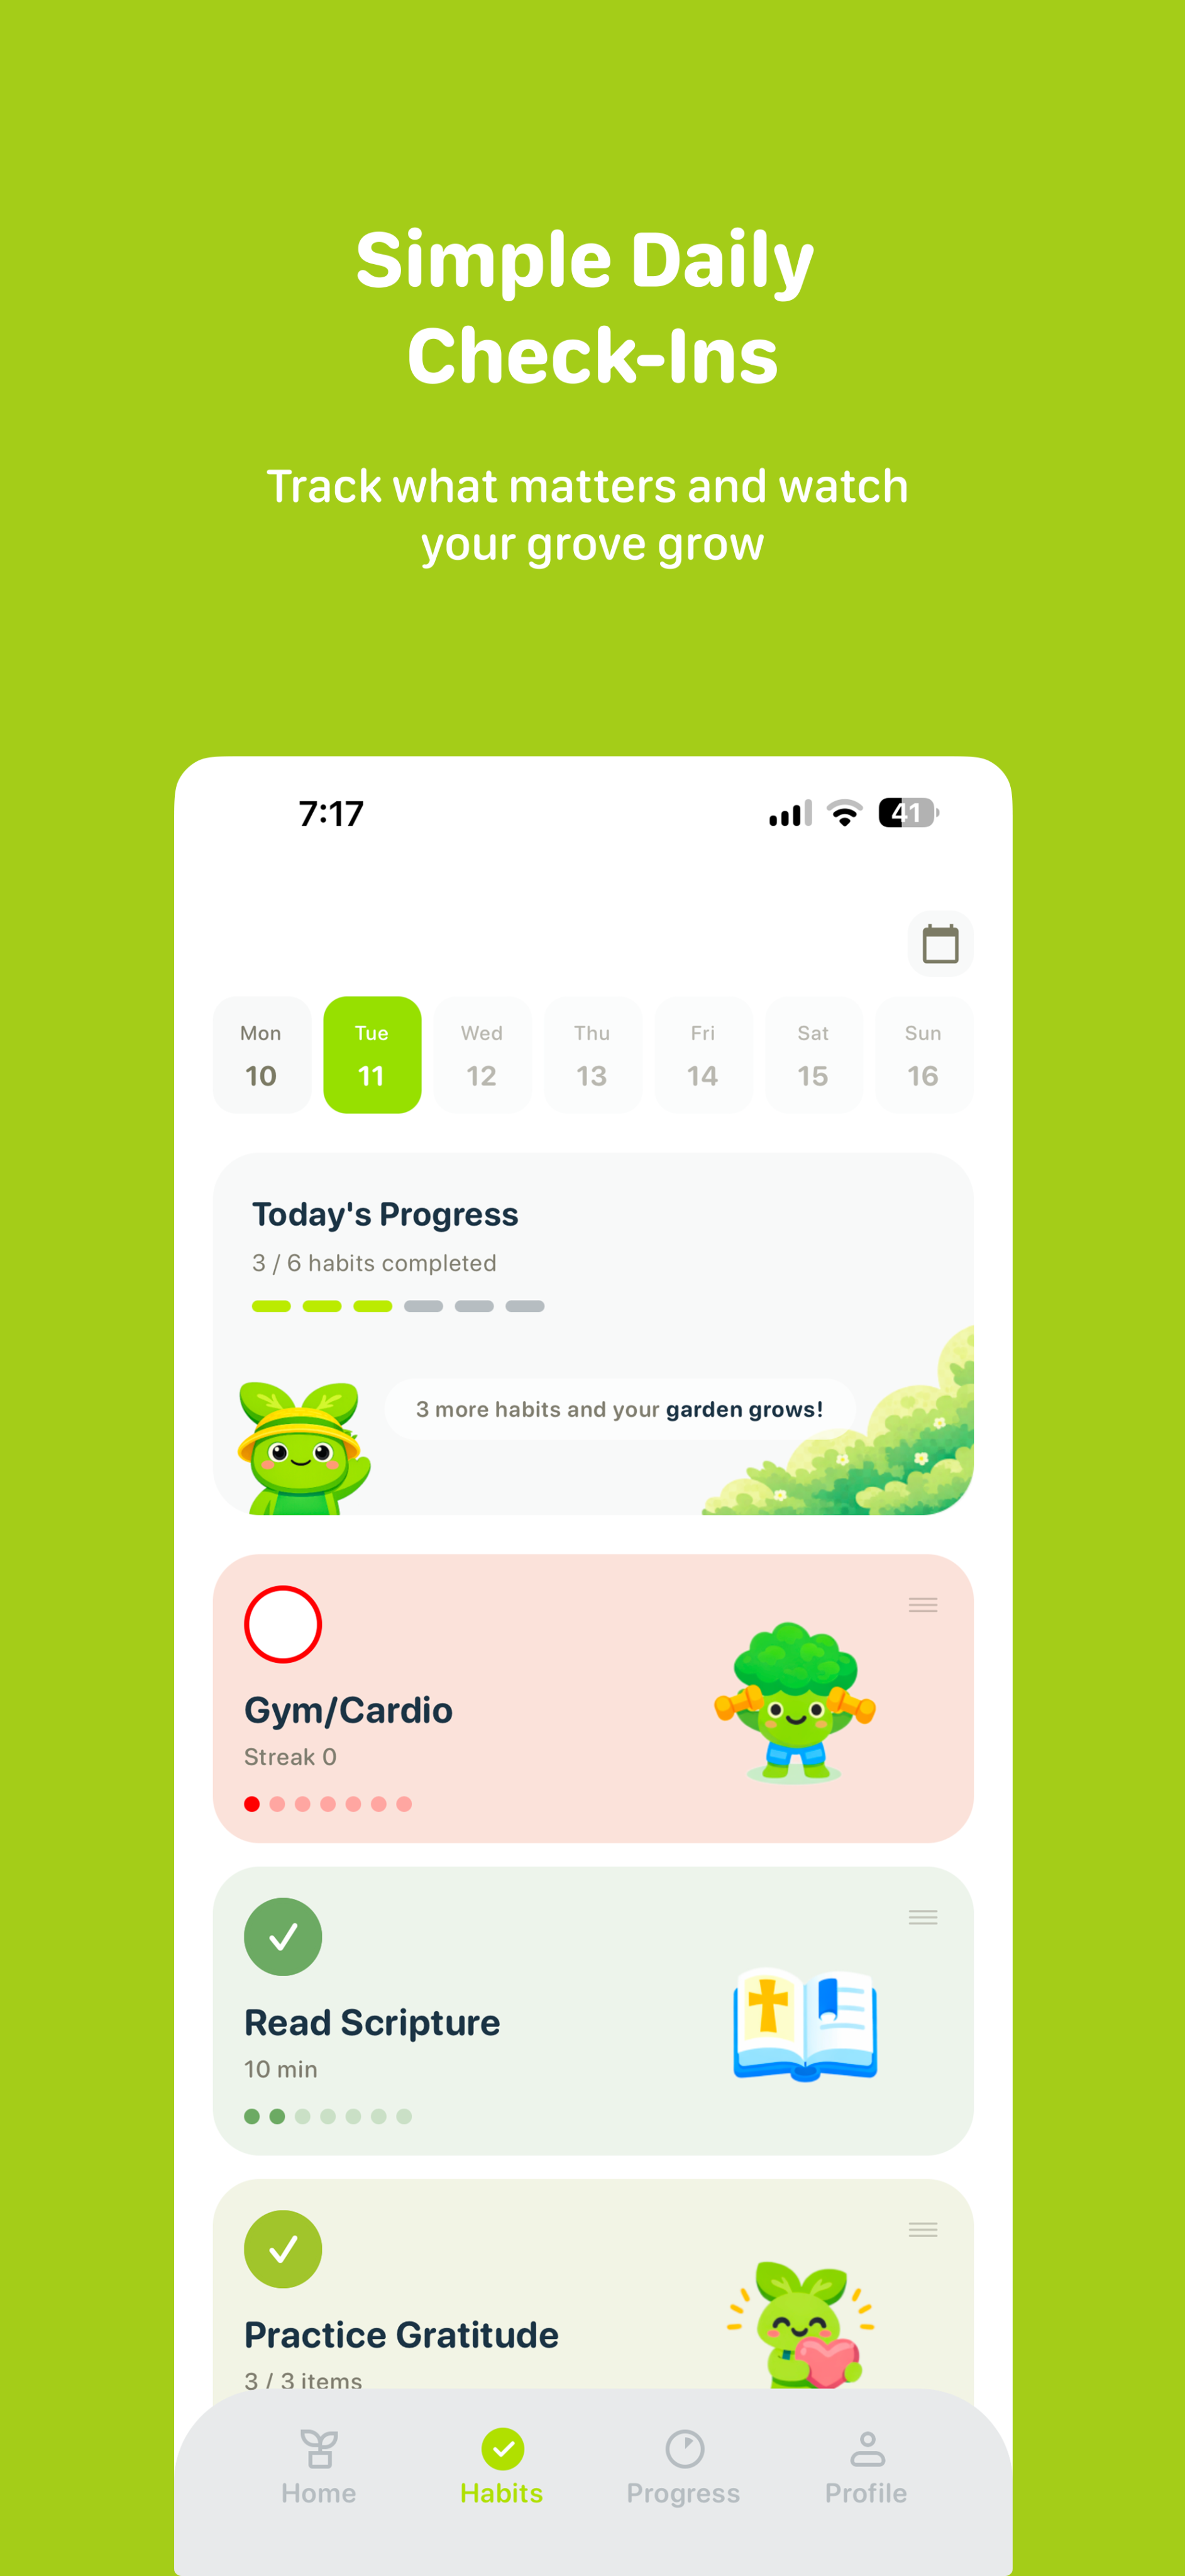 Simple Daily
Check-Ins
Track what matters and watch
your grove grow
7:17
41
Mon Tue Wed Thu Fri Sat Sun
10 11 12 13 14 15 16
Today's Progress
3 / 6 habits completed
3 more habits and your garden grows!
Gym/Cardio
Streak 0
Read Scripture
10 min
Practice Gratitude
3 / 3 items
Home Habits Progress Profile